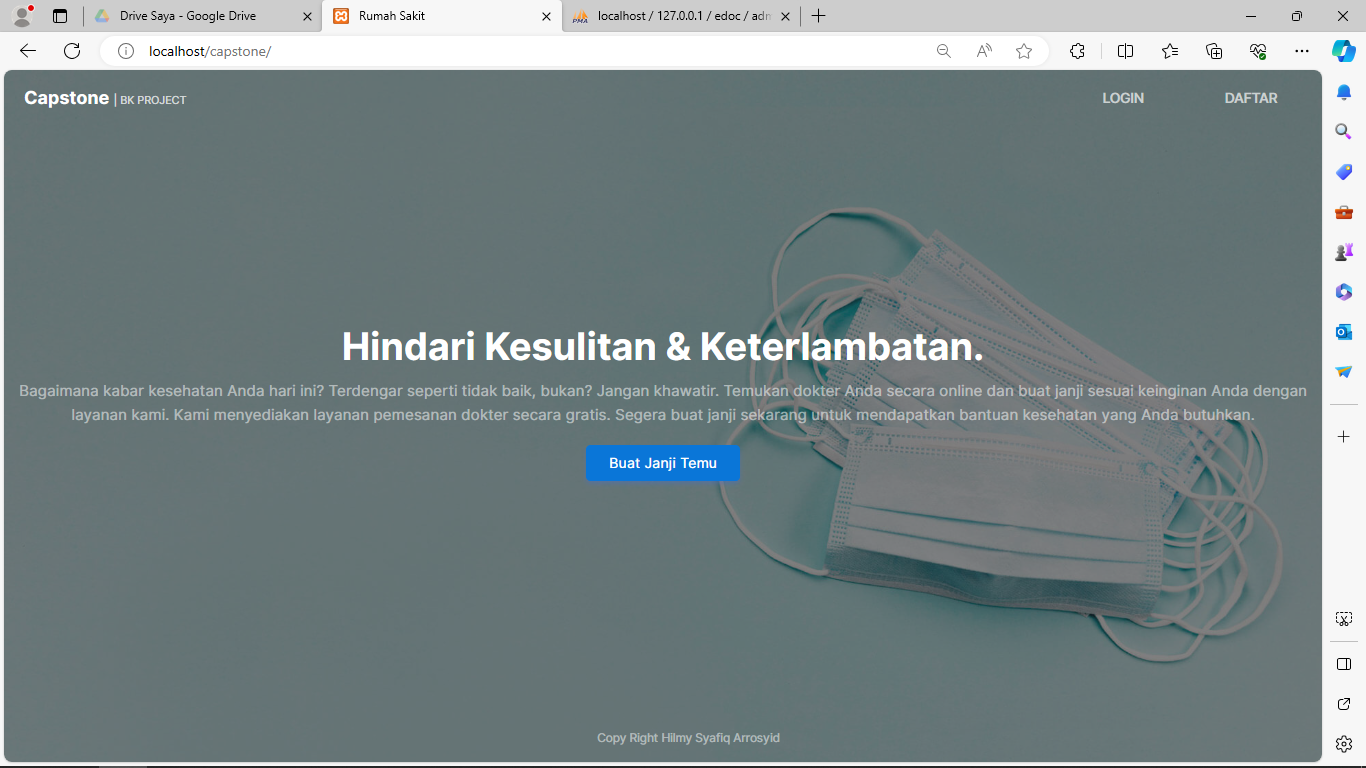 Drive Saya - Google Drive
Rumah Sakit
localhost / 127.0.0.1 / edoc / adm
localhost/capstone/
Capstone | BK PROJECT
LOGIN
DAFTAR
Hindari Kesulitan & Keterlambatan.
Bagaimana kabar kesehatan Anda hari ini? Terdengar seperti tidak baik, bukan? Jangan khawatir. Temukan dokter Anda secara online dan buat janji sesuai keinginan Anda dengan
layanan kami. Kami menyediakan layanan pemesanan dokter secara gratis. Segera buat janji sekarang untuk mendapatkan bantuan kesehatan yang Anda butuhkan.
Buat Janji Temu
Copy Right Hilmy Syafiq Arrosyid